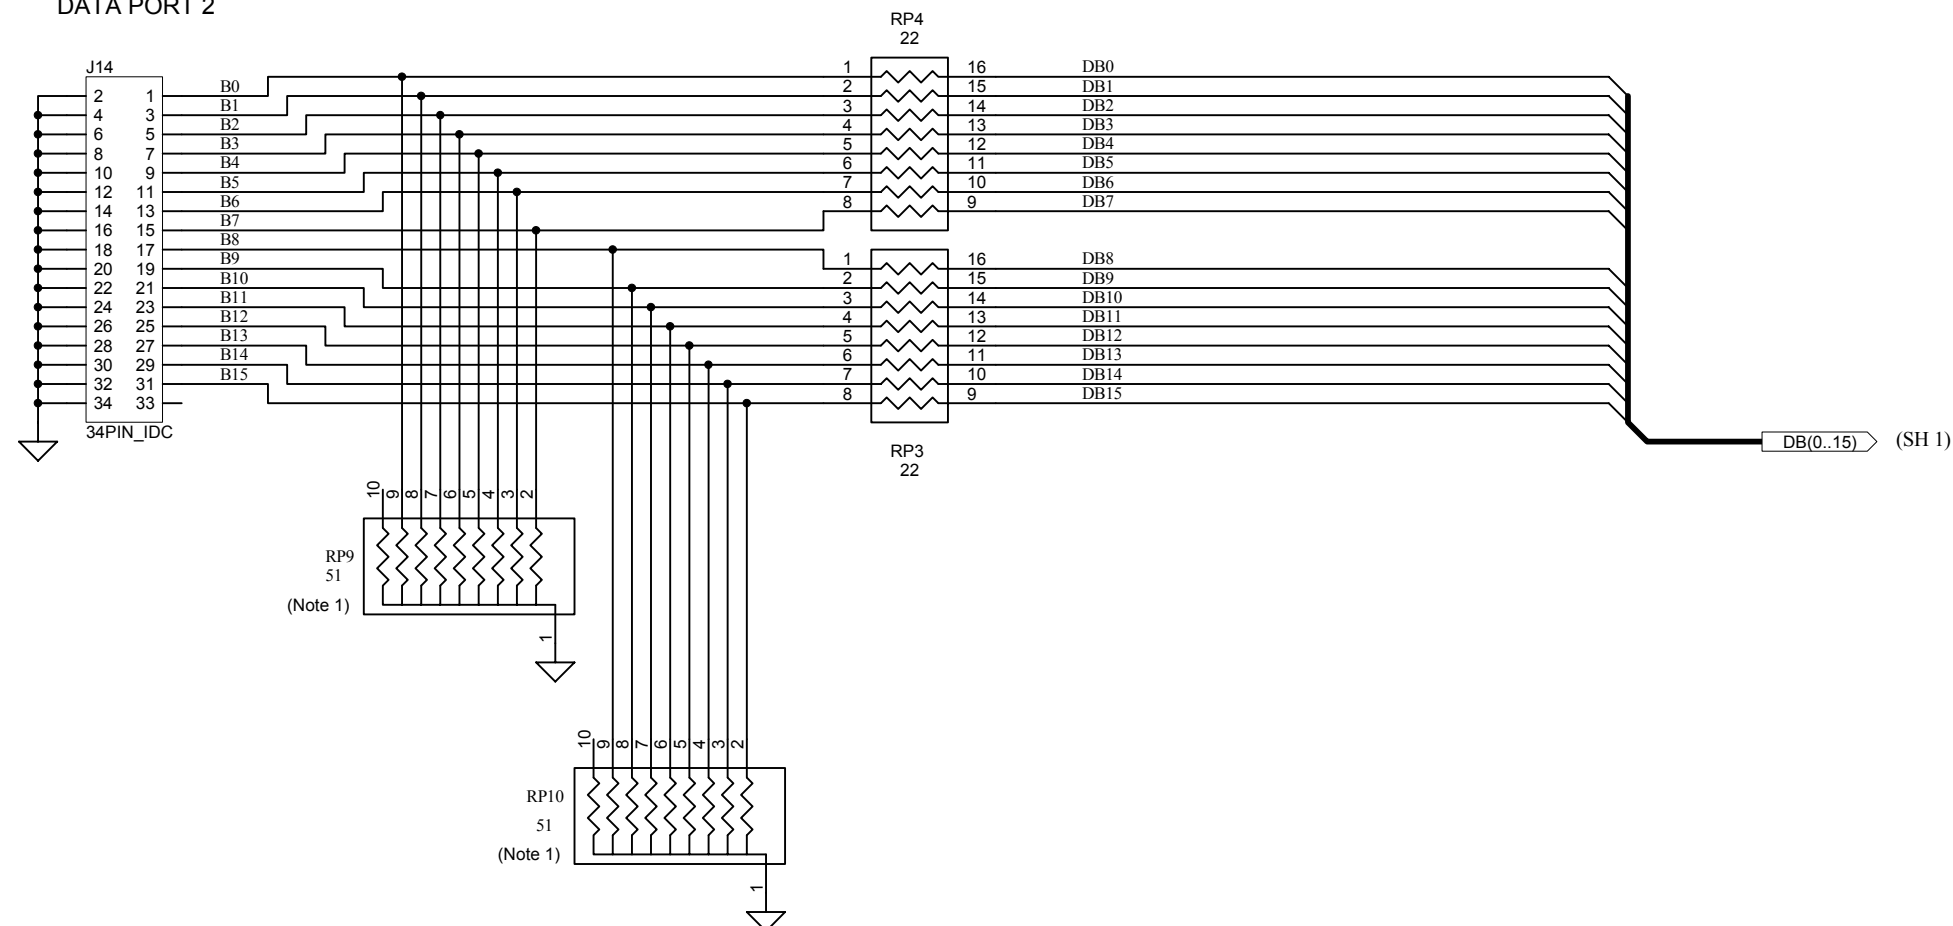 DATA PORT 2
RP4
22
J14
2 1 B0 1 16 DB0
4 3 B1 2 15 DB1
6 5 B2 3 14 DB2
8 7 B3 4 13 DB3
10 9 B4 5 12 DB4
12 11 B5 6 11 DB5
14 13 B6 7 10 DB6
16 15 B7 8 9 DB7
18 17 B8
20 19 B9 1 16 DB8
22 21 B10 2 15 DB9
24 23 B11 3 14 DB10
26 25 B12 4 13 DB11
28 27 B13 5 12 DB12
30 29 B14 6 11 DB13
32 31 B15 7 10 DB14
34 33 8 9 DB15
34PIN_IDC
DB(0..15) (SH 1)
RP3
22
10 9 8 7 6 5 4 3 2
RP9
51
(Note 1)
1
10 9 8 7 6 5 4 3 2
RP10
51
(Note 1)
1